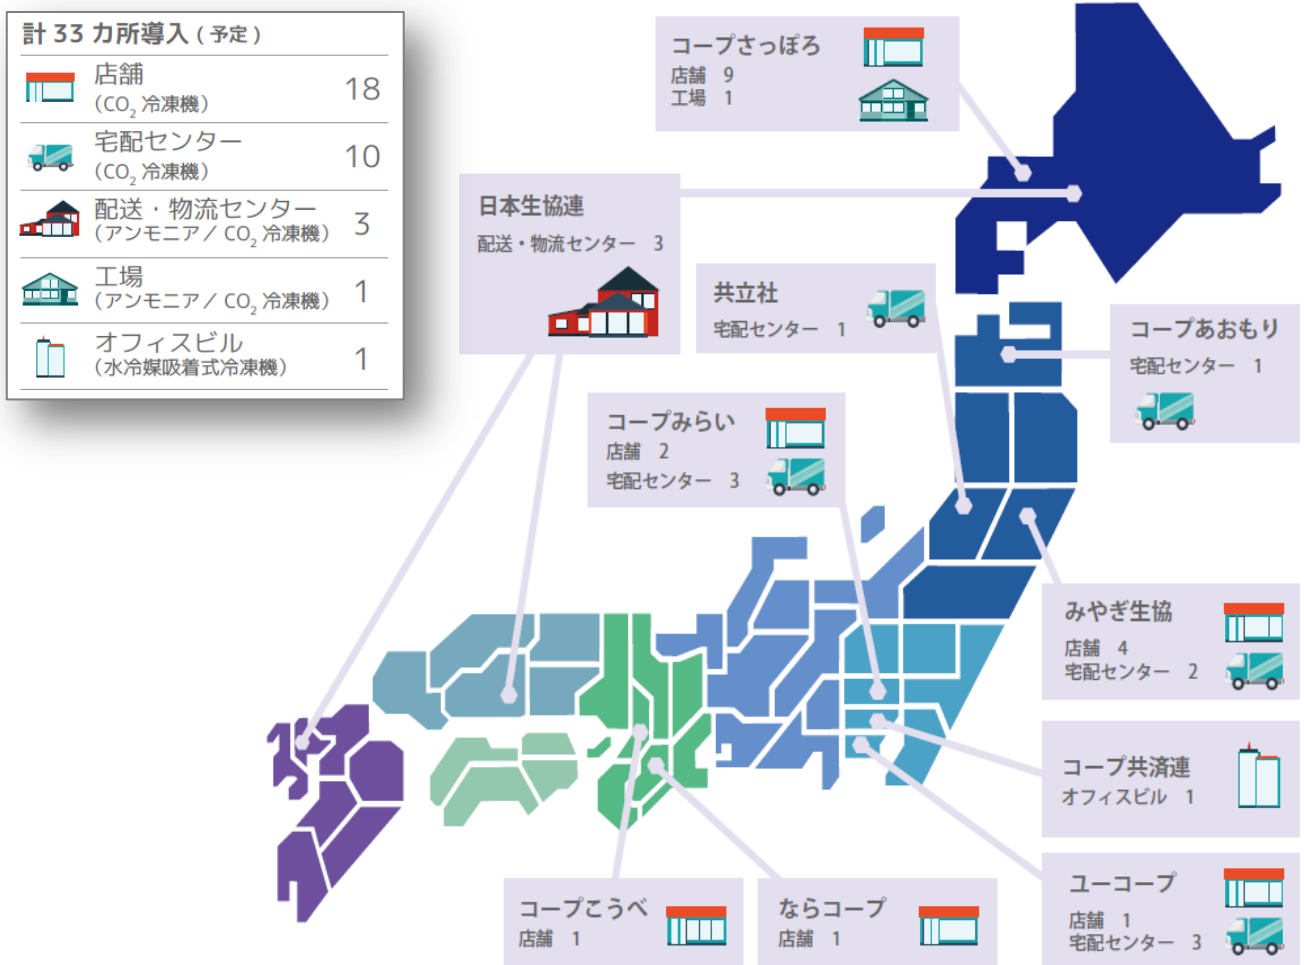 計 33 カ所導入 ( 予定 )
店舗
(CO2 冷凍機)
18
宅配センター
(CO2 冷凍機)
10
配送・物流センター
(アンモニア／ CO2 冷凍機)
3
工場
(アンモニア／ CO2 冷凍機)
1
オフィスビル
(水冷媒吸着式冷凍機)
1
コープさっぽろ
店舗 9
工場 1
日本生協連
配送・物流センター 3
共立社
宅配センター 1
コープあおもり
宅配センター 1
コープみらい
店舗 2
宅配センター 3
みやぎ生協
店舗 4
宅配センター 2
コープ共済連
オフィスビル 1
ユーコープ
店舗 1
宅配センター 3
コープこうべ
店舗 1
ならコープ
店舗 1